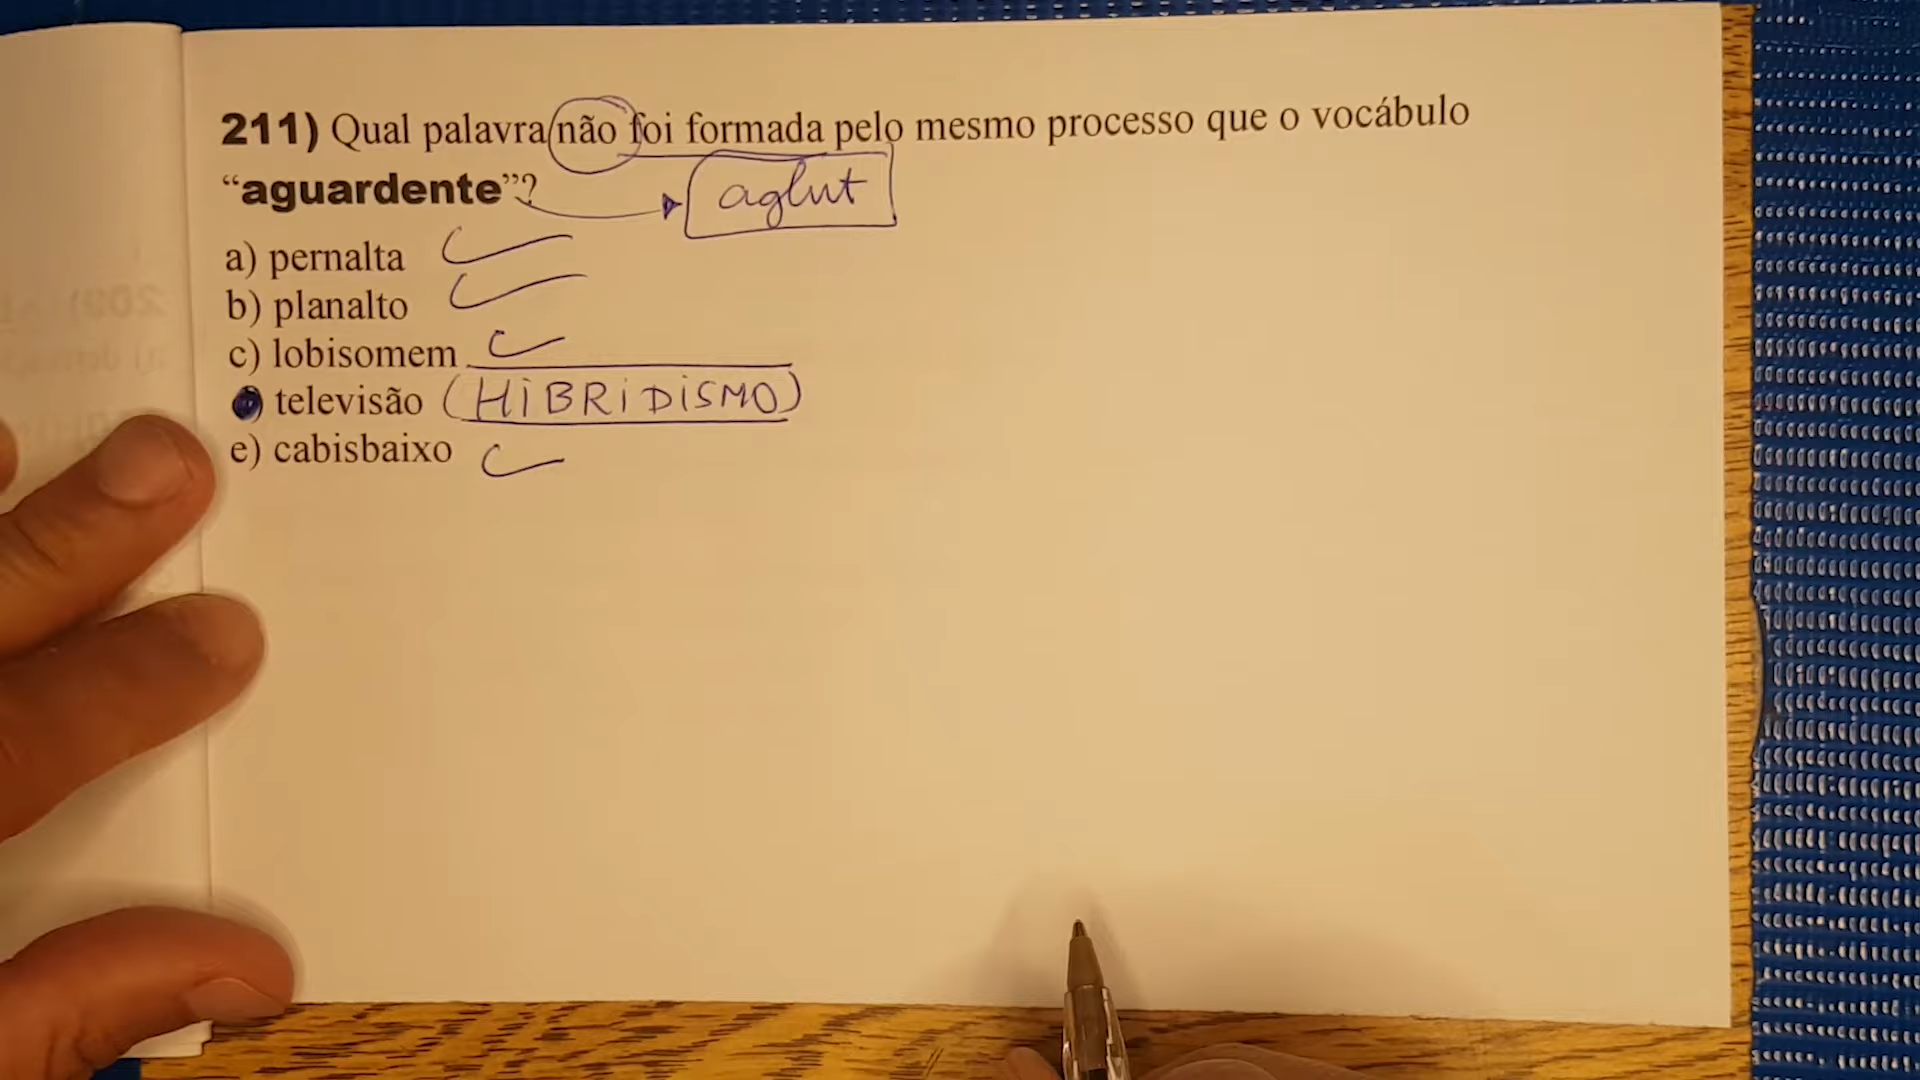 211) Qual palavra não foi formada pelo mesmo processo que o vocábulo
“aguardente”? aglut
a) pernalta
b) planalto
c) lobisomem
) televisão (HIBRIDISMO)
e) cabisbaixo